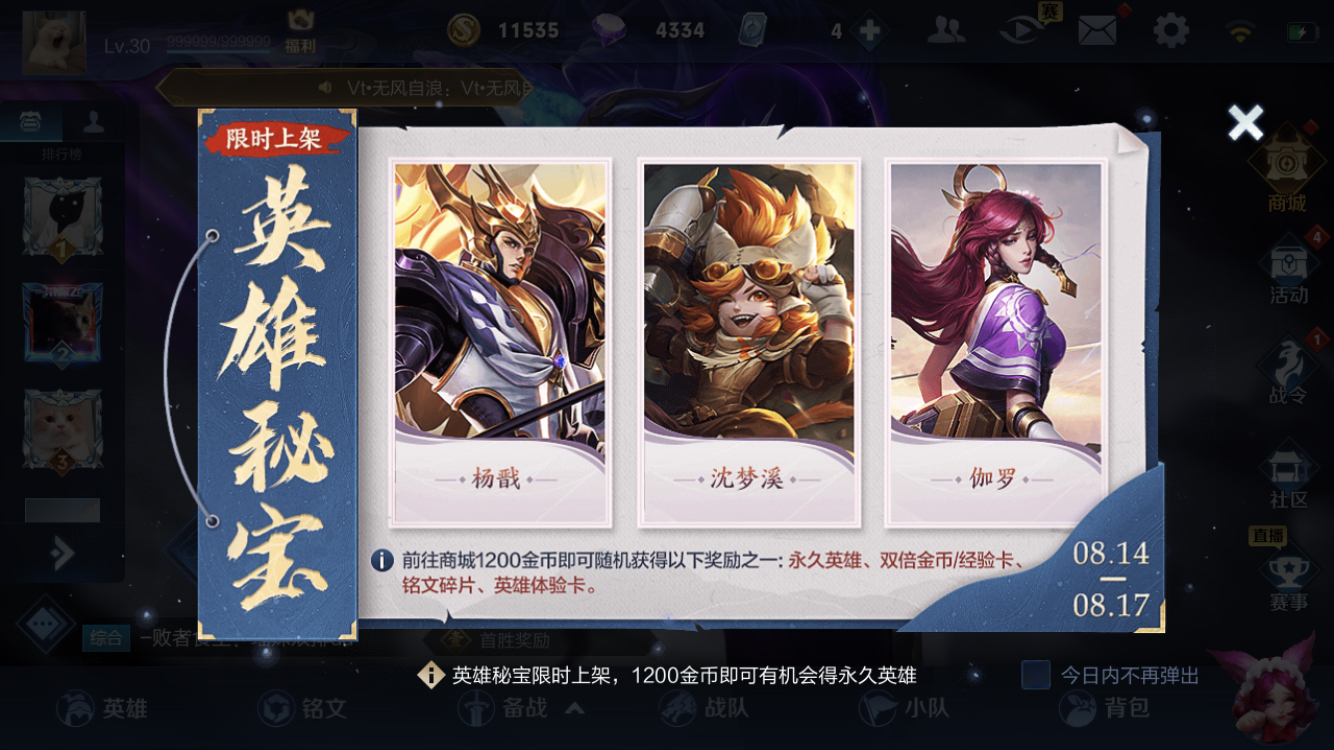 Lv.30
999999/999999
福利
11535
4334
4
赛
Vt•无风自浪：Vt•无风
排行榜
1
2
3
限时上架
英雄秘宝
杨戬
沈梦溪
伽罗
前往商城1200金币即可随机获得以下奖励之一: 永久英雄、双倍金币/经验卡、
铭文碎片、英雄体验卡。
08.14
—
08.17
商城
4
活动
1
战令
社区
直播
赛事
综合
首胜奖励
英雄秘宝限时上架，1200金币即可有机会得永久英雄
今日内不再弹出
英雄
铭文
备战
战队
小队
背包